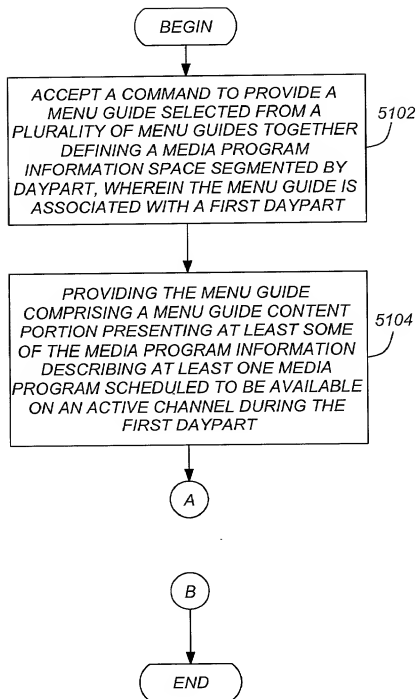 BEGIN
ACCEPT A COMMAND TO PROVIDE A
MENU GUIDE SELECTED FROM A
PLURALITY OF MENU GUIDES TOGETHER
DEFINING A MEDIA PROGRAM
INFORMATION SPACE SEGMENTED BY
DAYPART, WHEREIN THE MENU GUIDE IS
ASSOCIATED WITH A FIRST DAYPART
5102
PROVIDING THE MENU GUIDE
COMPRISING A MENU GUIDE CONTENT
PORTION PRESENTING AT LEAST SOME
OF THE MEDIA PROGRAM INFORMATION
DESCRIBING AT LEAST ONE MEDIA
PROGRAM SCHEDULED TO BE AVAILABLE
ON AN ACTIVE CHANNEL DURING THE
FIRST DAYPART
5104
A
B
END